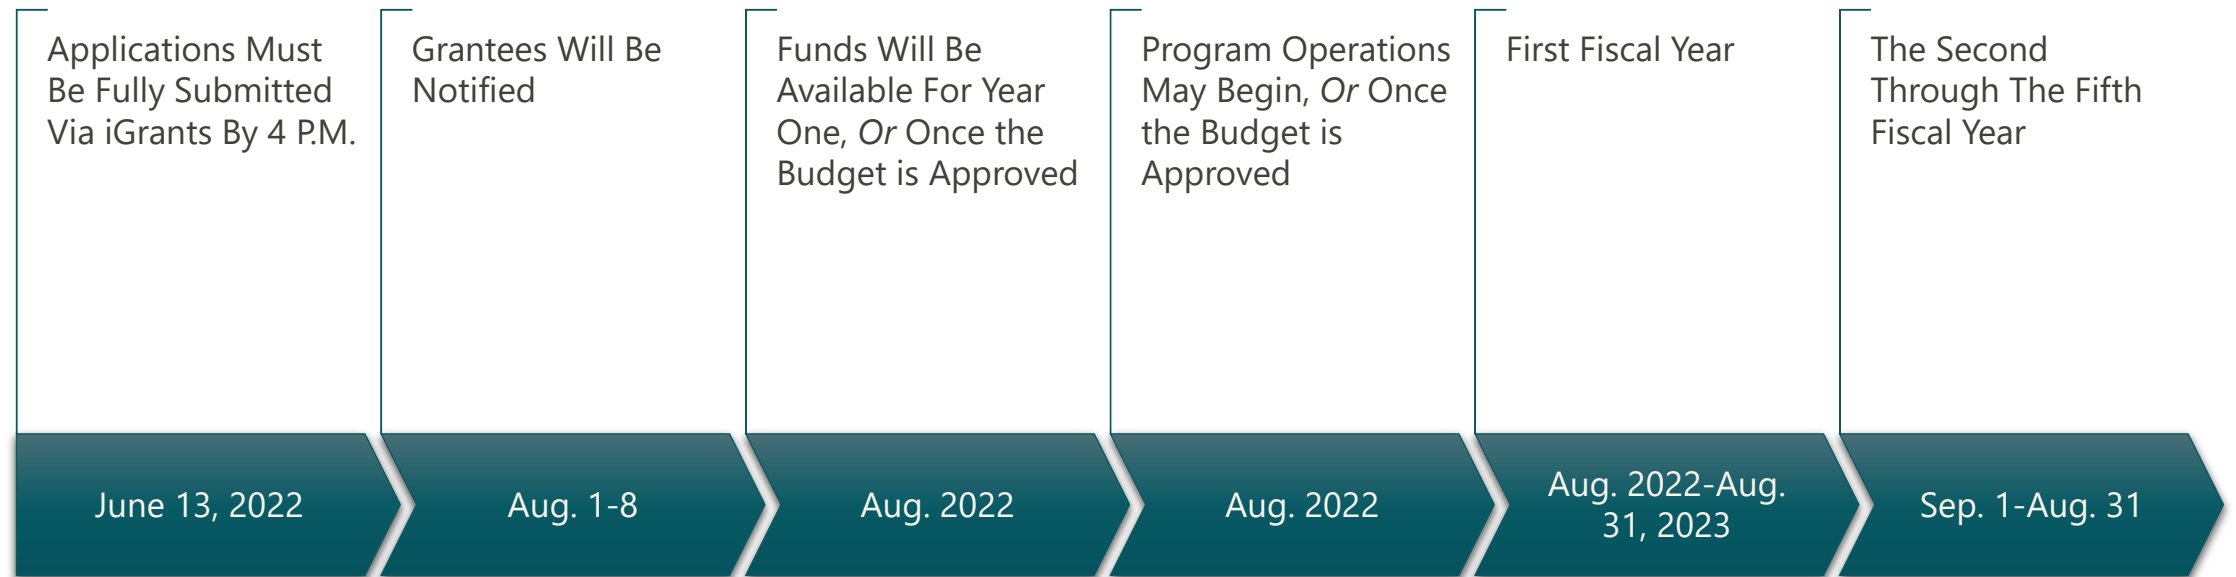 Applications Must
Be Fully Submitted
Via iGrants By 4 P.M.
Grantees Will Be
Notified
Funds Will Be
Available For Year
One, Or Once the
Budget is Approved
Program Operations
May Begin, Or Once
the Budget is
Approved
First Fiscal Year
The Second
Through The Fifth
Fiscal Year
June 13, 2022
Aug. 1-8
Aug. 2022
Aug. 2022
Aug. 2022-Aug.
31, 2023
Sep. 1-Aug. 31